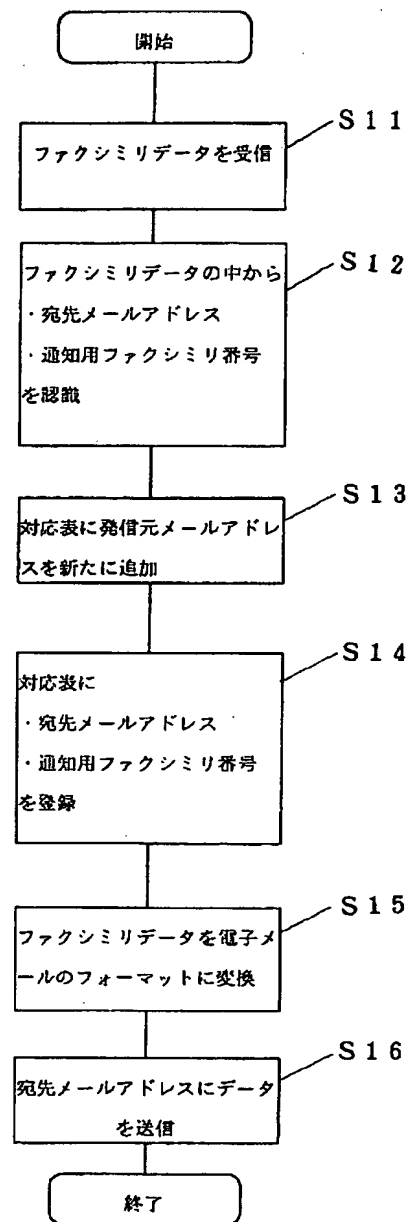 開始
S11
ファクシミリデータを受信
S12
ファクシミリデータの中から
・宛先メールアドレス
・通知用ファクシミリ番号
を認識
S13
対応表に発信元メールアドレ
スを新たに追加
S14
対応表に
・宛先メールアドレス
・通知用ファクシミリ番号
を登録
S15
ファクシミリデータを電子メ
ールのフォーマットに変換
S16
宛先メールアドレスにデータ
を送信
終了